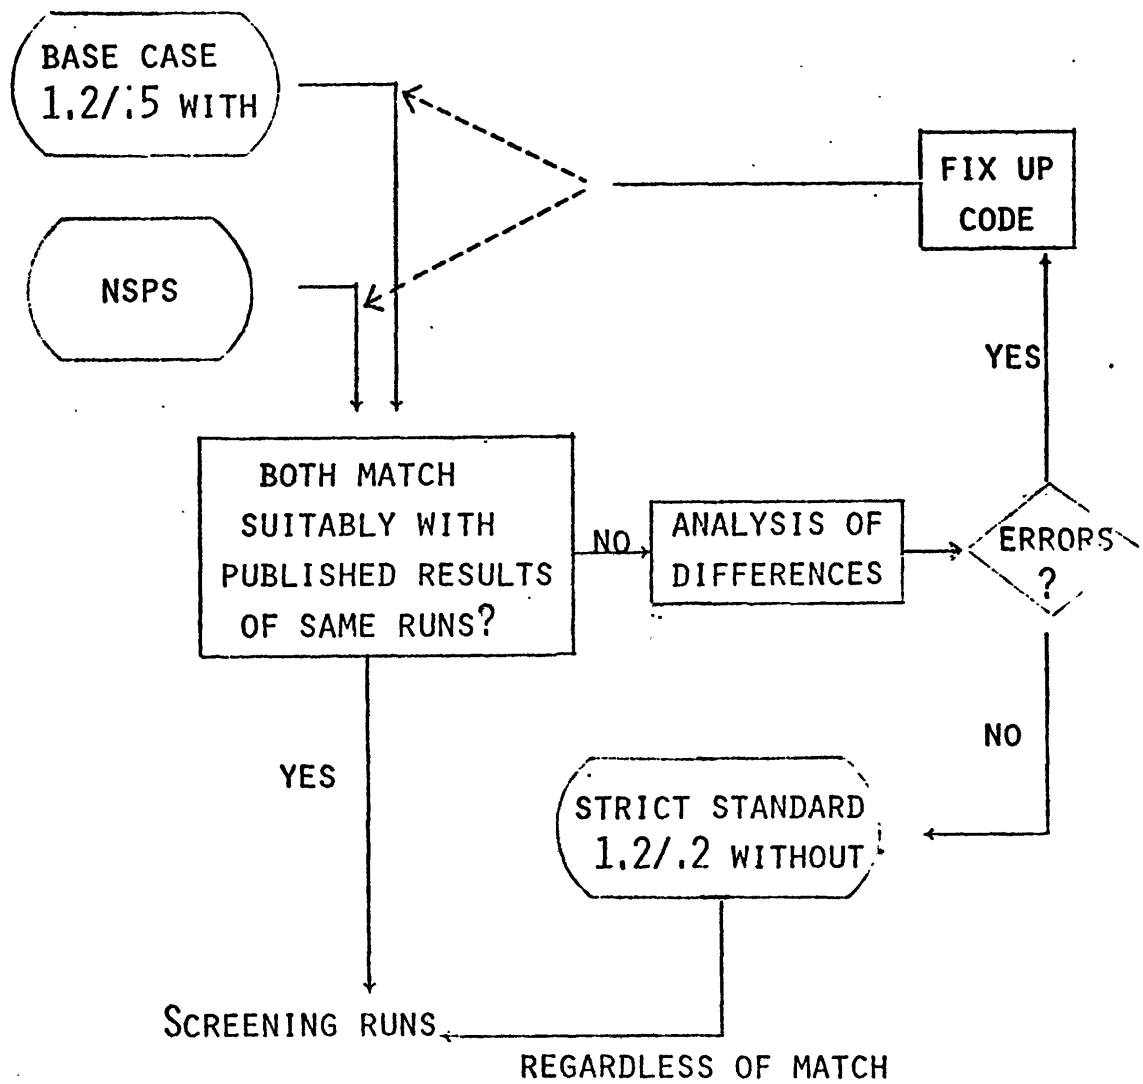 BASE CASE
1.2/.5 WITH
FIX UP
CODE
NSPS
YES
BOTH MATCH
SUITABLY WITH
PUBLISHED RESULTS
OF SAME RUNS?
NO
ANALYSIS OF
DIFFERENCES
ERRORS
?
NO
YES
STRICT STANDARD
1.2/.2 WITHOUT
SCREENING RUNS
REGARDLESS OF MATCH